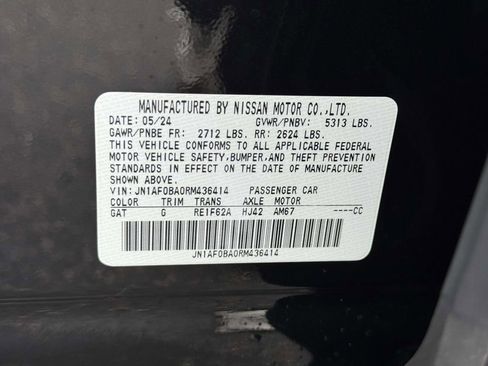 MANUFACTURED BY NISSAN MOTOR CO.,LTD.
DATE: 05/24 GVWR/PNBV: 5313 LBS.
GAWR/PNBE FR: 2712 LBS. RR: 2624 LBS.
THIS VEHICLE CONFORMS TO ALL APPLICABLE FEDERAL
MOTOR VEHICLE SAFETY,BUMPER,AND THEFT PREVENTION
STANDARDS IN EFFECT ON THE DATE OF MANUFACTURE
SHOWN ABOVE.
VIN: JN1AF0BA0RM436414 PASSENGER CAR
COLOR TRIM TRANS AXLE MOTOR
GAT G RE1F62A HJ42 AM67 ----CC
JN1AF0BA0RM436414